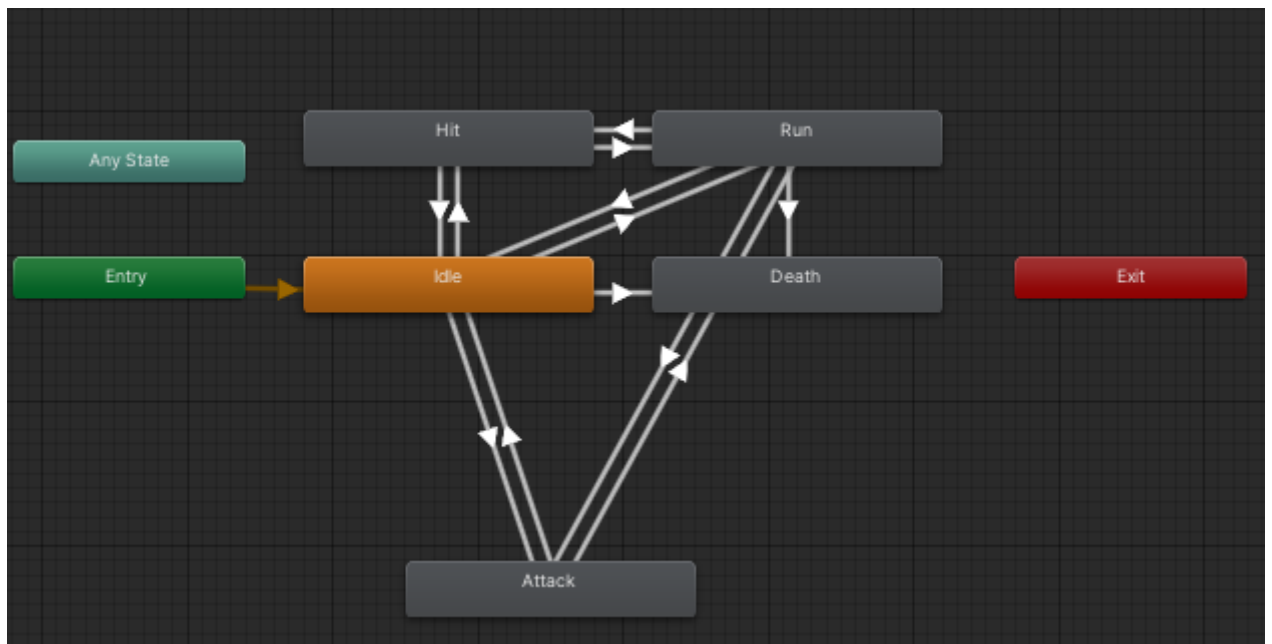 Hit
Run
Any State
Entry
Idle
Death
Exit
Attack